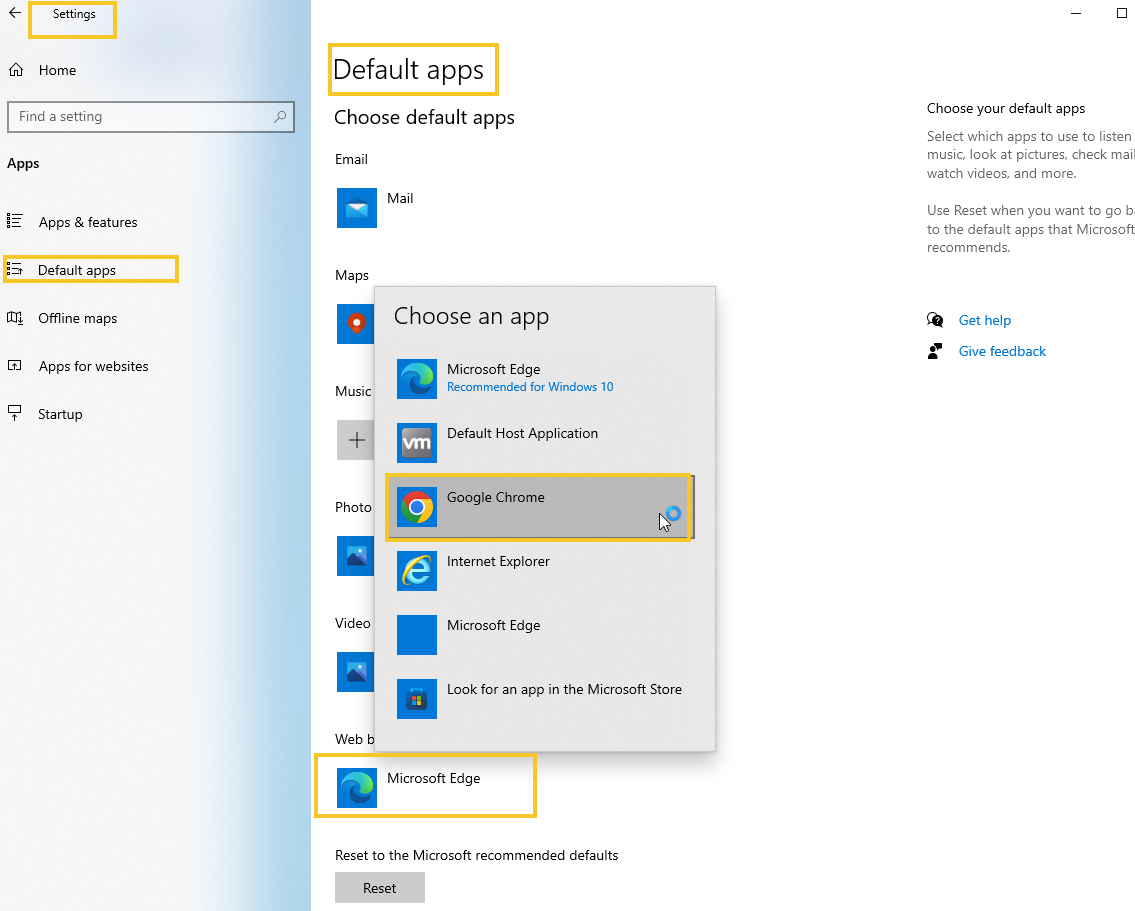 Settings
Home
Find a setting
Apps
Apps & features
Default apps
Offline maps
Apps for websites
Startup
Default apps
Choose default apps
Email
Mail
Maps
Music
Photo
Video
Web b
Microsoft Edge
Reset to the Microsoft recommended defaults
Reset
Choose an app
Microsoft Edge
Recommended for Windows 10
vm
Default Host Application
Google Chrome
Internet Explorer
Microsoft Edge
Look for an app in the Microsoft Store
Choose your default apps
Select which apps to use to listen
music, look at pictures, check mail
watch videos, and more.
Use Reset when you want to go ba
to the default apps that Microsoft
recommends.
Get help
Give feedback